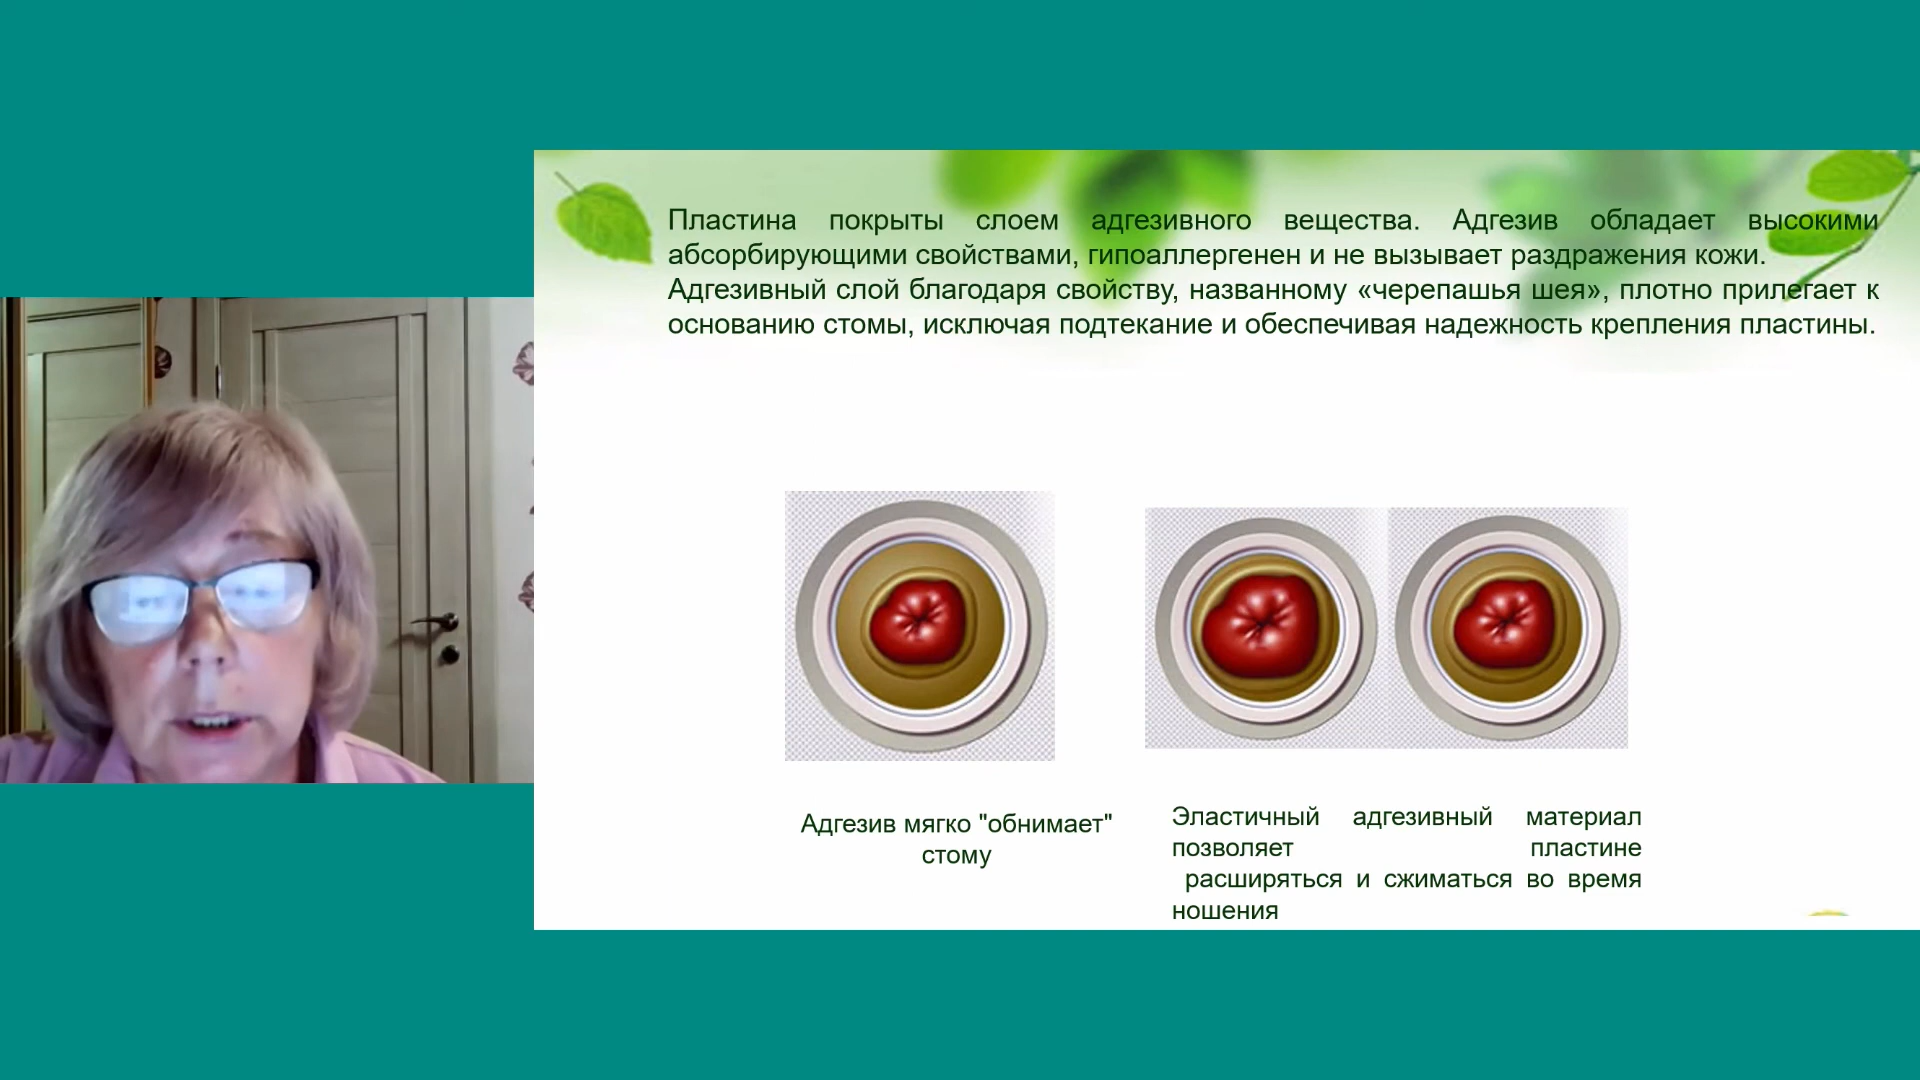 Пластина покрыты слоем адгезивного вещества. Адгезив обладает высокими
абсорбирующими свойствами, гипоаллергенен и не вызывает раздражения кожи.
Адгезивный слой благодаря свойству, названному «черепашья шея», плотно прилегает к
основанию стомы, исключая подтекание и обеспечивая надежность крепления пластины.
Адгезив мягко "обнимает"
стому
Эластичный адгезивный материал
позволяет пластине
расширяться и сжиматься во время
ношения